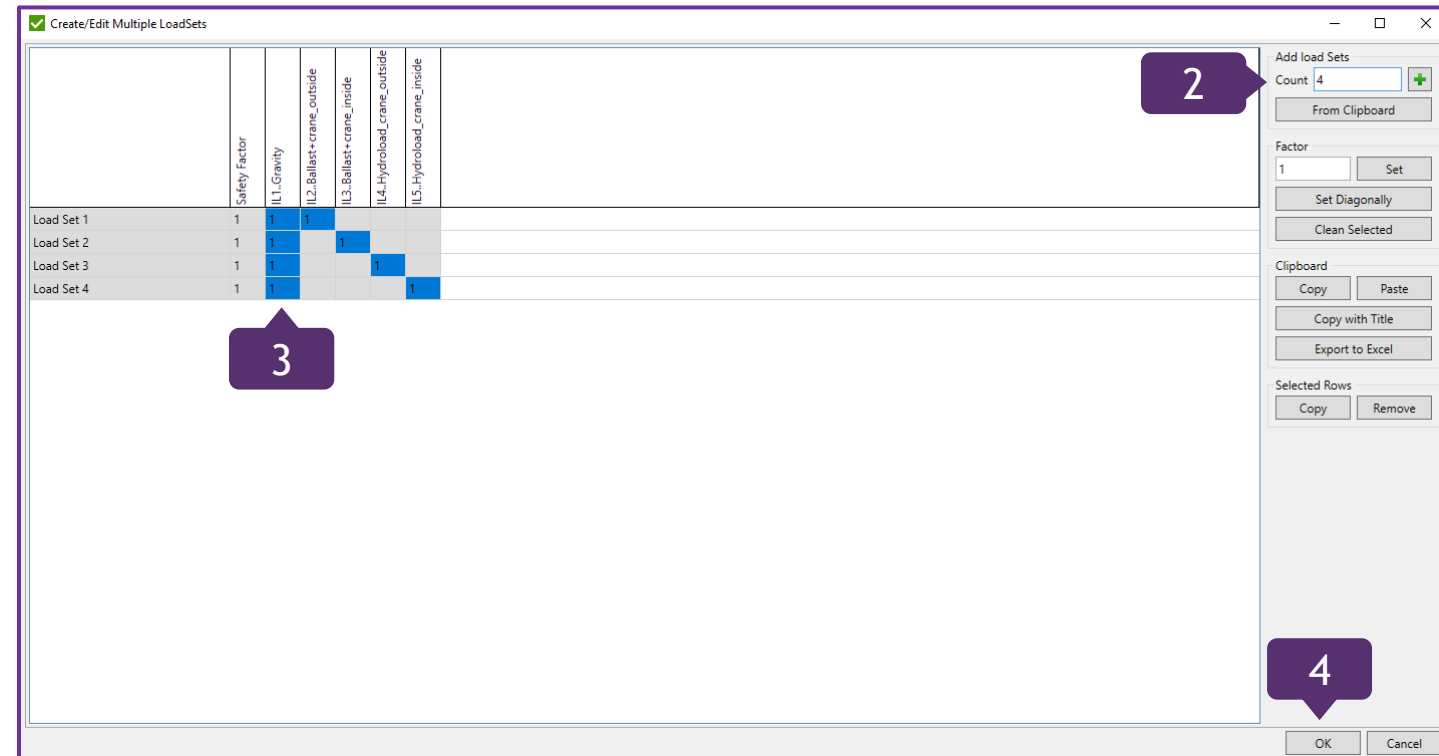 Create/Edit Multiple LoadSets
Safety Factor
IL1..Gravity
IL2..Ballast+crane_outside
IL3..Ballast+crane_inside
IL4..Hydroload_crane_outside
IL5..Hydroload_crane_inside
Load Set 1 1 1 1
Load Set 2 1 1 1
Load Set 3 1 1 1
Load Set 4 1 1 1
3
2
Add load Sets
Count 4
From Clipboard
Factor
1 Set
Set Diagonally
Clean Selected
Clipboard
Copy Paste
Copy with Title
Export to Excel
Selected Rows
Copy Remove
4
OK Cancel